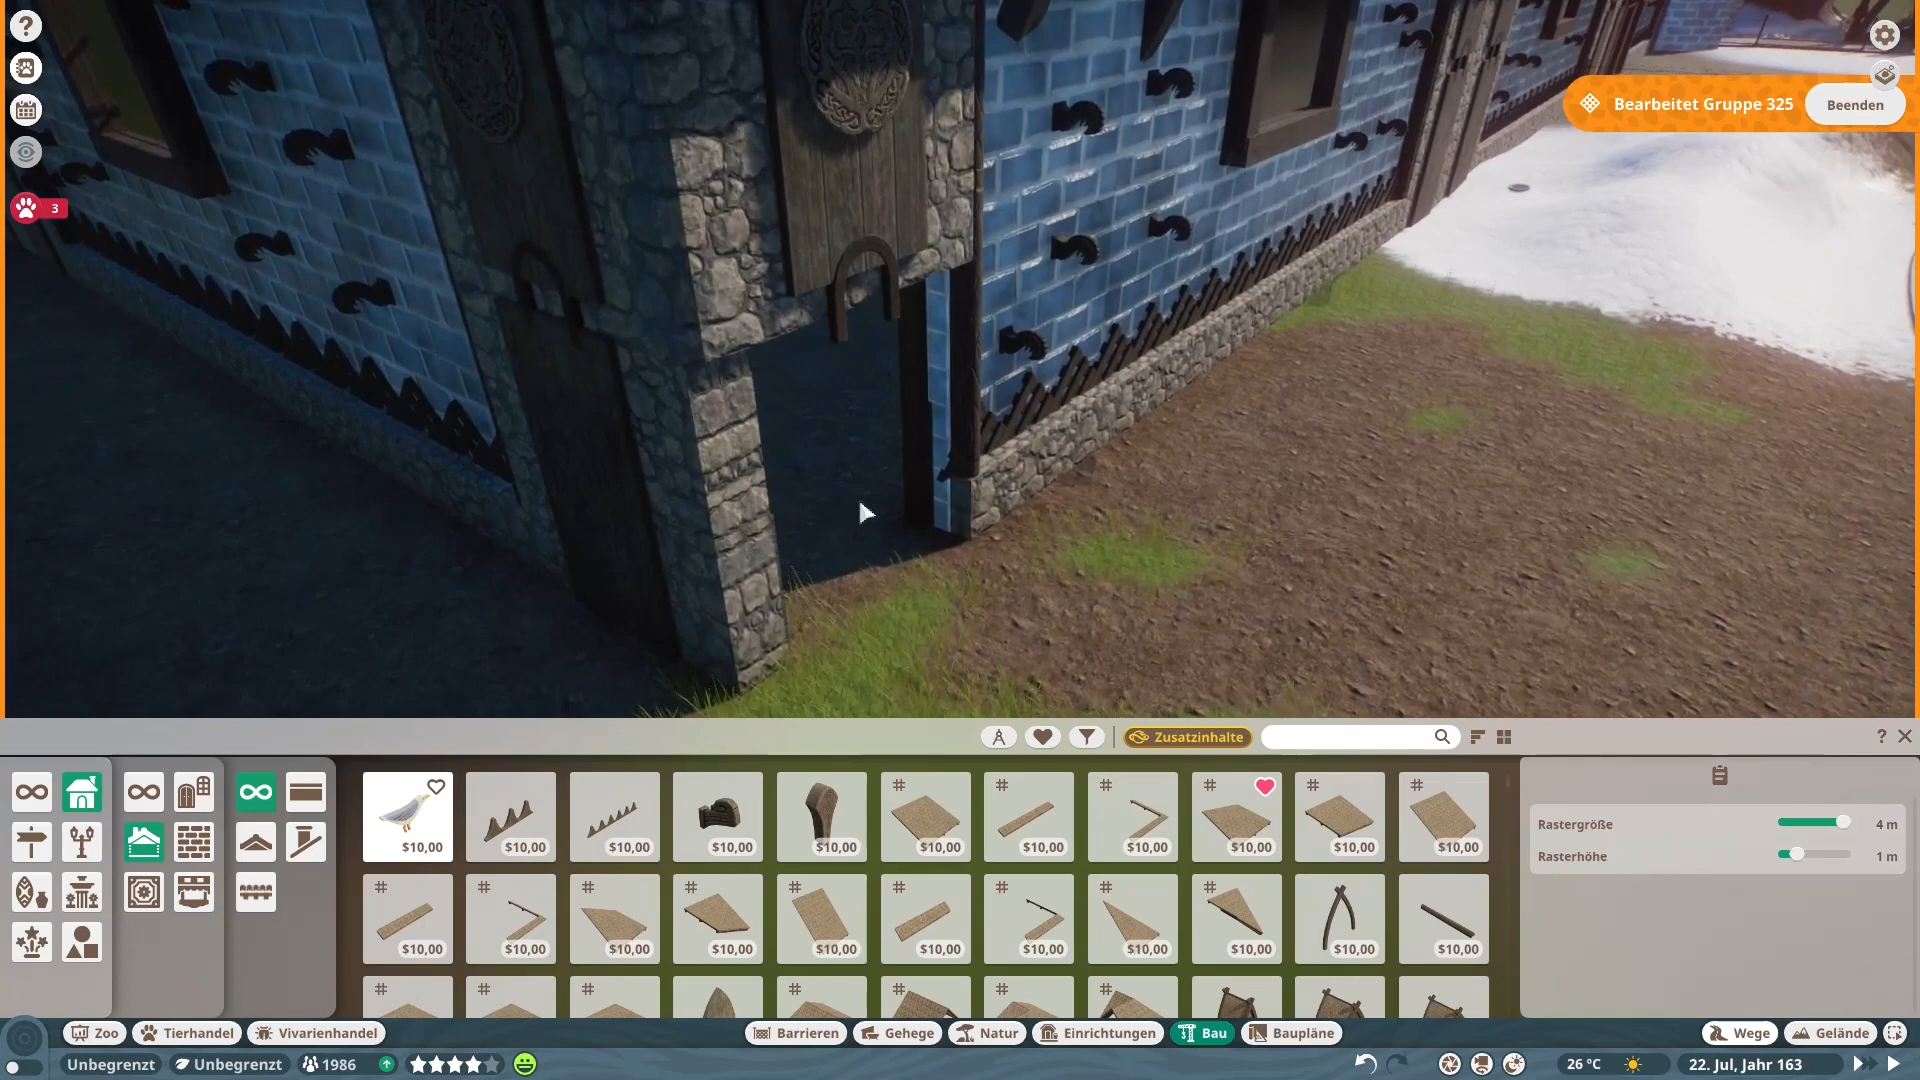 ?
3
Bearbeitet Gruppe 325
Beenden
Zusatzinhalte
?
$10,00 $10,00 $10,00 $10,00 $10,00 $10,00 $10,00 $10,00 $10,00 $10,00 $10,00
$10,00 $10,00 $10,00 $10,00 $10,00 $10,00 $10,00 $10,00 $10,00 $10,00 $10,00
Rastergröße 4 m
Rasterhöhe 1 m
Zoo Tierhandel Vivarienhandel Barrieren Gehege Natur Einrichtungen Bau Baupläne Wege Gelände
Unbegrenzt Unbegrenzt 1986 26 °C 22. Jul, Jahr 163